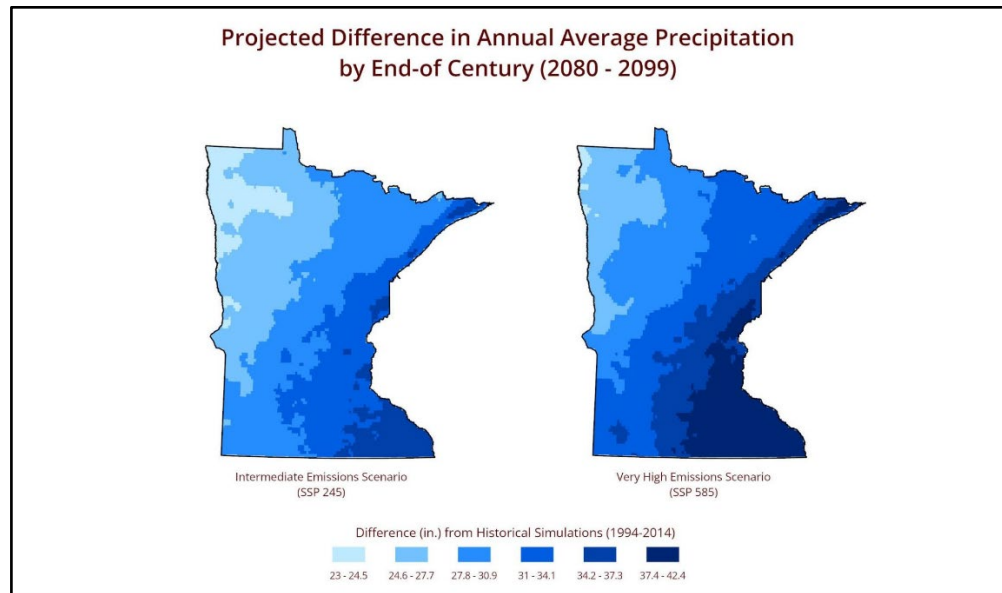 Projected Difference in Annual Average Precipitation
by End-of Century (2080 - 2099)
Intermediate Emissions Scenario
(SSP 245)
Very High Emissions Scenario
(SSP 585)
Difference (in.) from Historical Simulations (1994-2014)
23 - 24.5
24.6 - 27.7
27.8 - 30.9
31 - 34.1
34.2 - 37.3
37.4 - 42.4